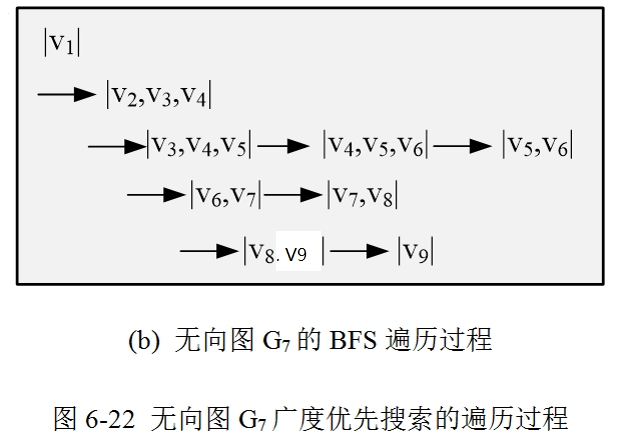 |v₁|
→ |v₂,v₃,v₄|
→ |v₃,v₄,v₅| → |v₄,v₅,v₆| → |v₅,v₆|
→ |v₆,v₇| → |v₇,v₈|
→ |v₈. V9 | → |v₉|
(b) 无向图 G₇ 的 BFS 遍历过程
图 6-22 无向图 G₇ 广度优先搜索的遍历过程